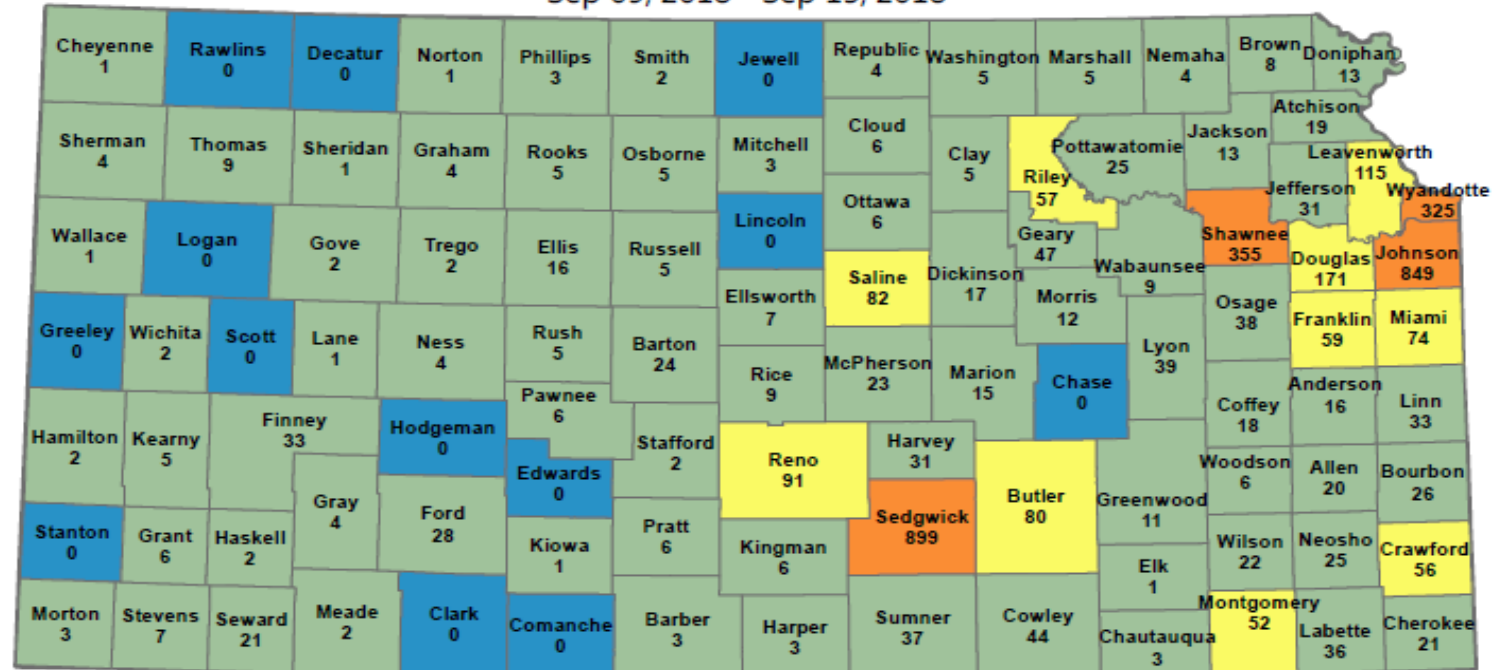 Sep 09, 2018 - Sep 15, 2018
Cheyenne
1
Rawlins
0
Decatur
0
Norton
1
Phillips
3
Smith
2
Jewell
0
Republic
4
Washington
5
Marshall
5
Nemaha
4
Brown
8
Doniphan
13
Atchison
19
Sherman
4
Thomas
9
Sheridan
1
Graham
4
Rooks
5
Osborne
5
Mitchell
3
Cloud
6
Clay
5
Riley
57
Pottawatomie
25
Jackson
13
Leavenworth
115
Jefferson
31
Wyandotte
325
Wallace
1
Logan
0
Gove
2
Trego
2
Ellis
16
Russell
5
Lincoln
0
Ottawa
6
Saline
82
Dickinson
17
Geary
47
Wabaunsee
9
Shawnee
355
Douglas
171
Johnson
849
Greeley
0
Wichita
2
Scott
0
Lane
1
Ness
4
Rush
5
Barton
24
Ellsworth
7
Rice
9
McPherson
23
Marion
15
Morris
12
Chase
0
Lyon
39
Osage
38
Franklin
59
Miami
74
Hamilton
2
Kearny
5
Finney
33
Hodgeman
0
Pawnee
6
Edwards
0
Stafford
2
Reno
91
Harvey
31
Sedgwick
899
Butler
80
Greenwood
11
Coffey
18
Anderson
16
Linn
33
Woodson
6
Allen
20
Bourbon
26
Stanton
0
Grant
6
Haskell
2
Gray
4
Ford
28
Kiowa
1
Pratt
6
Kingman
6
Elk
1
Wilson
22
Neosho
25
Crawford
56
Morton
3
Stevens
7
Seward
21
Meade
2
Clark
0
Comanche
0
Barber
3
Harper
3
Sumner
37
Cowley
44
Chautauqua
3
Montgomery
52
Labette
36
Cherokee
21